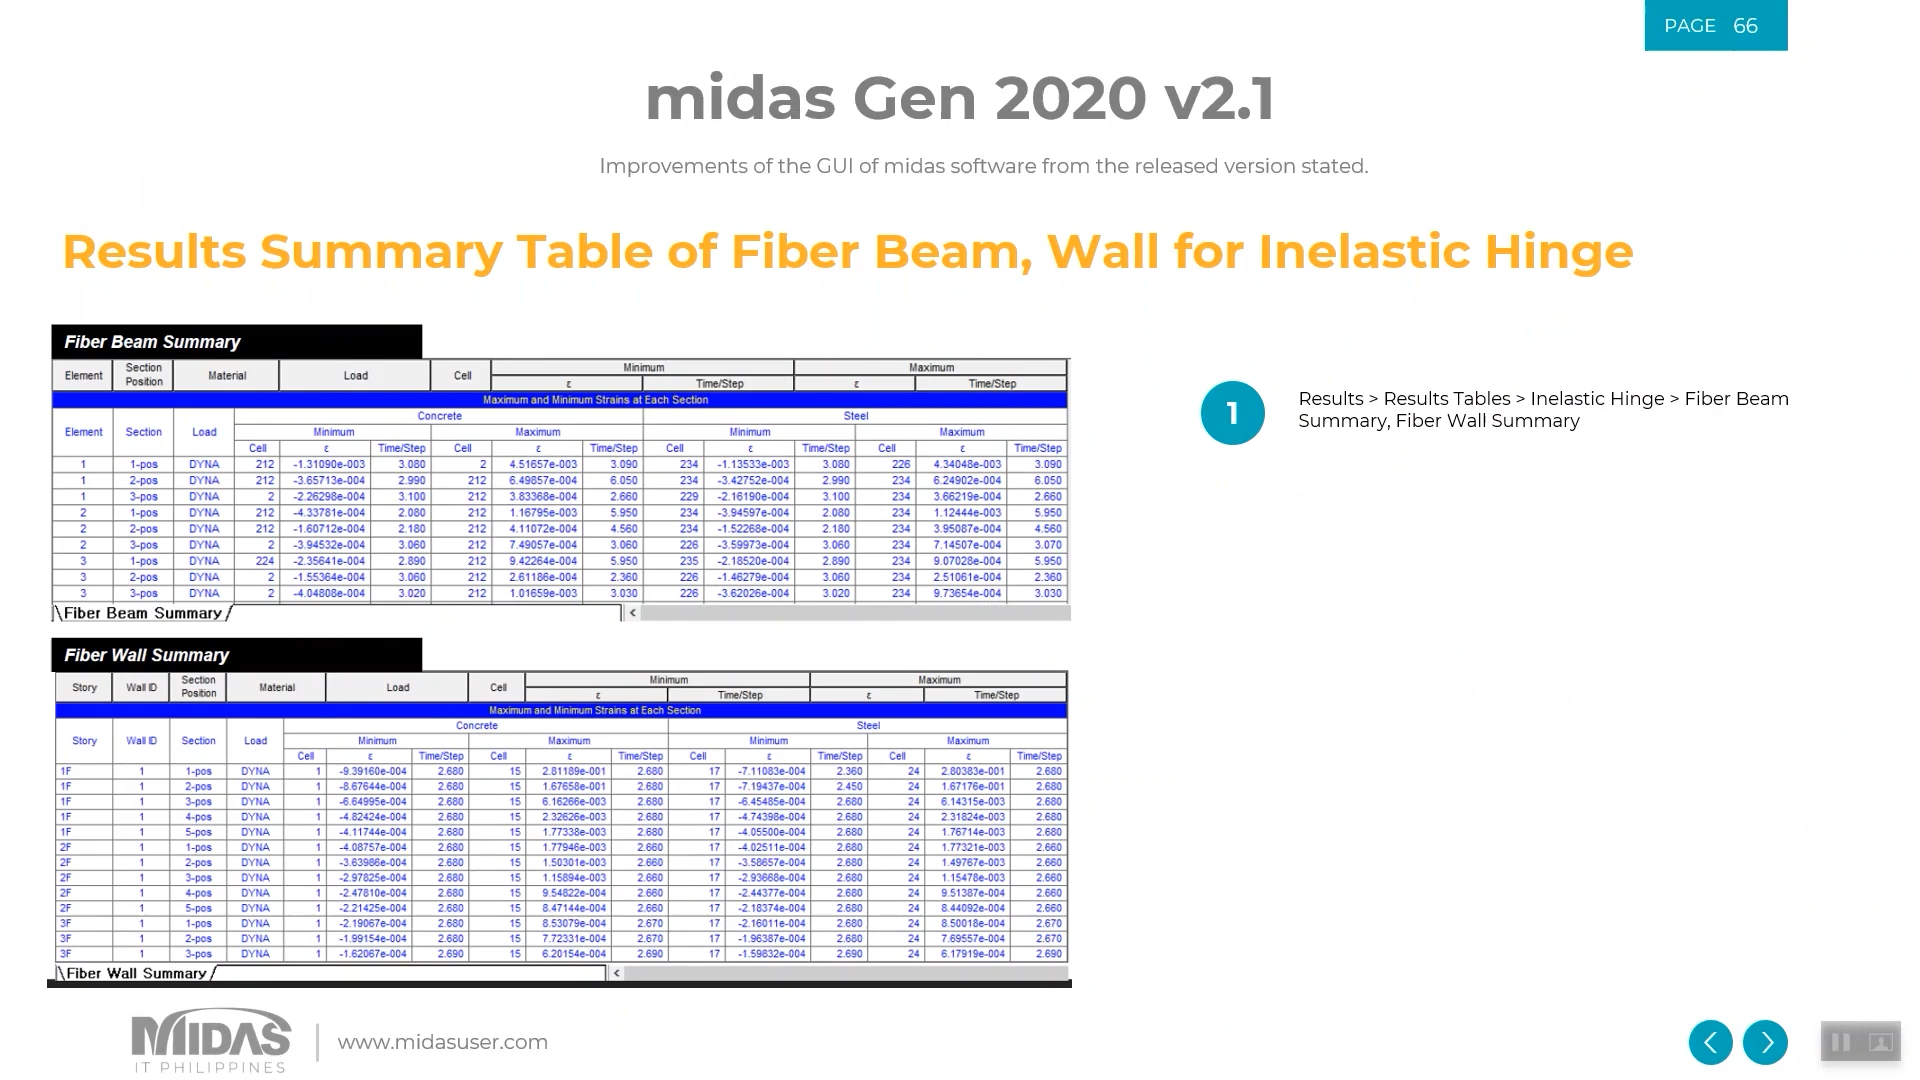 PAGE 66
midas Gen 2020 v2.1
Improvements of the GUI of midas software from the released version stated.
Results Summary Table of Fiber Beam, Wall for Inelastic Hinge
Fiber Beam Summary
Element Section Position Material Load Cell Minimum Maximum
ε Time/Step ε Time/Step
Maximum and Minimum Strains at Each Section
Element Section Load Concrete Steel
Minimum Maximum Minimum Maximum
Cell ε Time/Step Cell ε Time/Step Cell ε Time/Step Cell ε Time/Step
1 1-pos DYNA 212 -1.31090e-003 3.080 2 4.51657e-003 3.090 234 -1.13533e-003 3.080 226 4.34048e-003 3.090
1 2-pos DYNA 212 -3.65713e-004 2.990 212 6.49857e-004 6.050 234 -3.42752e-004 2.990 234 6.24902e-004 6.050
1 3-pos DYNA 2 -2.26298e-004 3.100 212 3.83368e-004 2.660 229 -2.16190e-004 3.100 234 3.66219e-004 2.660
2 1-pos DYNA 212 -4.33781e-004 2.080 212 1.16795e-003 5.950 234 -3.94597e-004 2.080 234 1.12444e-003 5.950
2 2-pos DYNA 212 -1.60712e-004 2.180 212 4.11072e-004 4.560 234 -1.52268e-004 2.180 234 3.95087e-004 4.560
2 3-pos DYNA 2 -3.94532e-004 3.060 212 7.49057e-004 3.060 226 -3.59973e-004 3.060 234 7.14507e-004 3.070
3 1-pos DYNA 224 -2.35641e-004 2.890 212 9.42264e-004 5.950 235 -2.18520e-004 2.890 234 9.07028e-004 5.950
3 2-pos DYNA 2 -1.55364e-004 3.060 212 2.61186e-004 2.360 226 -1.46279e-004 3.060 234 2.51061e-004 2.360
3 3-pos DYNA 2 -4.04808e-004 3.020 212 1.01659e-003 3.030 226 -3.62026e-004 3.020 234 9.73654e-004 3.030
\Fiber Beam Summary/ <
Fiber Wall Summary
Story Wall ID Section Position Material Load Cell Minimum Maximum
ε Time/Step ε Time/Step
Maximum and Minimum Strains at Each Section
Story Wall ID Section Load Concrete Steel
Minimum Maximum Minimum Maximum
Cell ε Time/Step Cell ε Time/Step Cell ε Time/Step Cell ε Time/Step
1F 1 1-pos DYNA 1 -9.39160e-004 2.680 15 2.81189e-001 2.680 17 -7.11083e-004 2.360 24 2.80383e-001 2.680
1F 1 2-pos DYNA 1 -8.67644e-004 2.680 15 1.67658e-001 2.680 17 -7.19437e-004 2.450 24 1.67176e-001 2.680
1F 1 3-pos DYNA 1 -6.64995e-004 2.680 15 6.16266e-003 2.680 17 -6.45485e-004 2.680 24 6.14315e-003 2.680
1F 1 4-pos DYNA 1 -4.82424e-004 2.680 15 2.32626e-003 2.680 17 -4.74398e-004 2.680 24 2.31824e-003 2.680
1F 1 5-pos DYNA 1 -4.11744e-004 2.680 15 1.77338e-003 2.680 17 -4.05500e-004 2.680 24 1.76714e-003 2.680
2F 1 1-pos DYNA 1 -4.08757e-004 2.680 15 1.77946e-003 2.660 17 -4.02511e-004 2.680 24 1.77321e-003 2.660
2F 1 2-pos DYNA 1 -3.63986e-004 2.680 15 1.50301e-003 2.660 17 -3.58657e-004 2.680 24 1.49767e-003 2.660
2F 1 3-pos DYNA 1 -2.97825e-004 2.680 15 1.15894e-003 2.660 17 -2.93668e-004 2.680 24 1.15478e-003 2.660
2F 1 4-pos DYNA 1 -2.47810e-004 2.680 15 9.54822e-004 2.660 17 -2.44377e-004 2.680 24 9.51387e-004 2.660
2F 1 5-pos DYNA 1 -2.21425e-004 2.680 15 8.47144e-004 2.660 17 -2.18374e-004 2.680 24 8.44092e-004 2.660
3F 1 1-pos DYNA 1 -2.19067e-004 2.680 15 8.53079e-004 2.670 17 -2.16011e-004 2.680 24 8.50018e-004 2.670
3F 1 2-pos DYNA 1 -1.99154e-004 2.680 15 7.72331e-004 2.670 17 -1.96387e-004 2.680 24 7.69557e-004 2.670
3F 1 3-pos DYNA 1 -1.62067e-004 2.690 15 6.20154e-004 2.690 17 -1.59832e-004 2.690 24 6.17919e-004 2.690
\Fiber Wall Summary/ <
1
Results > Results Tables > Inelastic Hinge > Fiber Beam
Summary, Fiber Wall Summary
MIDAS
IT PHILIPPINES
www.midasuser.com